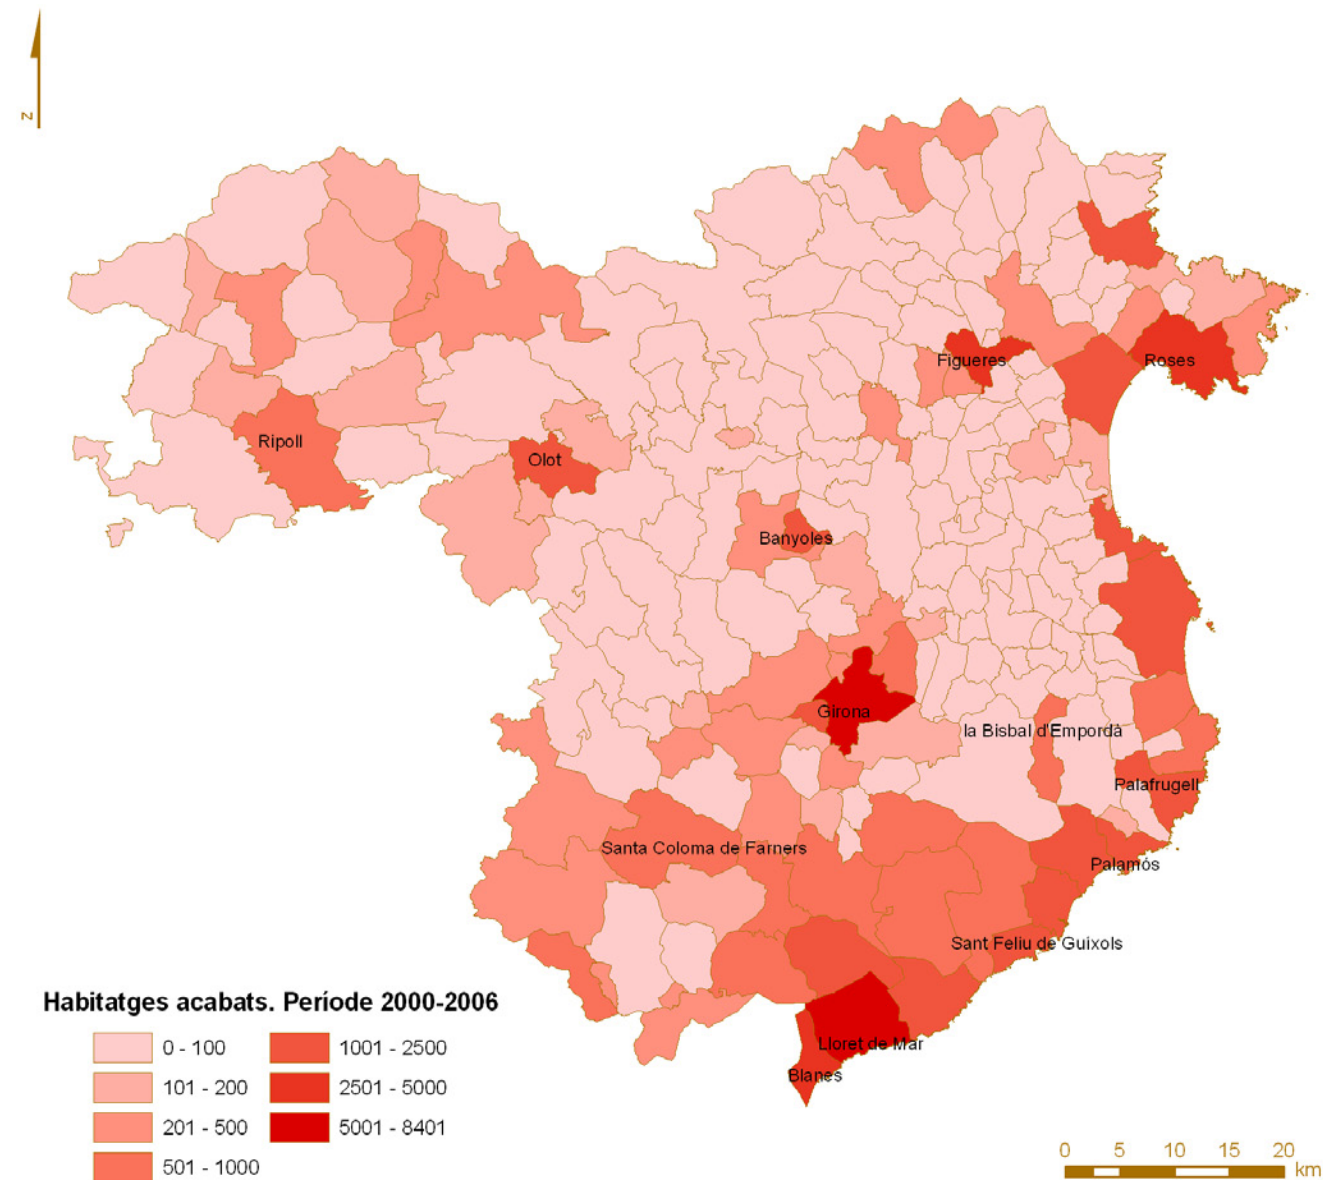 z
Figueres
Roses
Ripoll
Olot
Banyoles
Girona
la Bisbal d'Empordà
Palafrugell
Santa Coloma de Farners
Palamós
Sant Feliu de Guíxols
Lloret de Mar
Blanes
Habitatges acabats. Període 2000-2006
0 - 100
101 - 200
201 - 500
501 - 1000
1001 - 2500
2501 - 5000
5001 - 8401
0 5 10 15 20
km